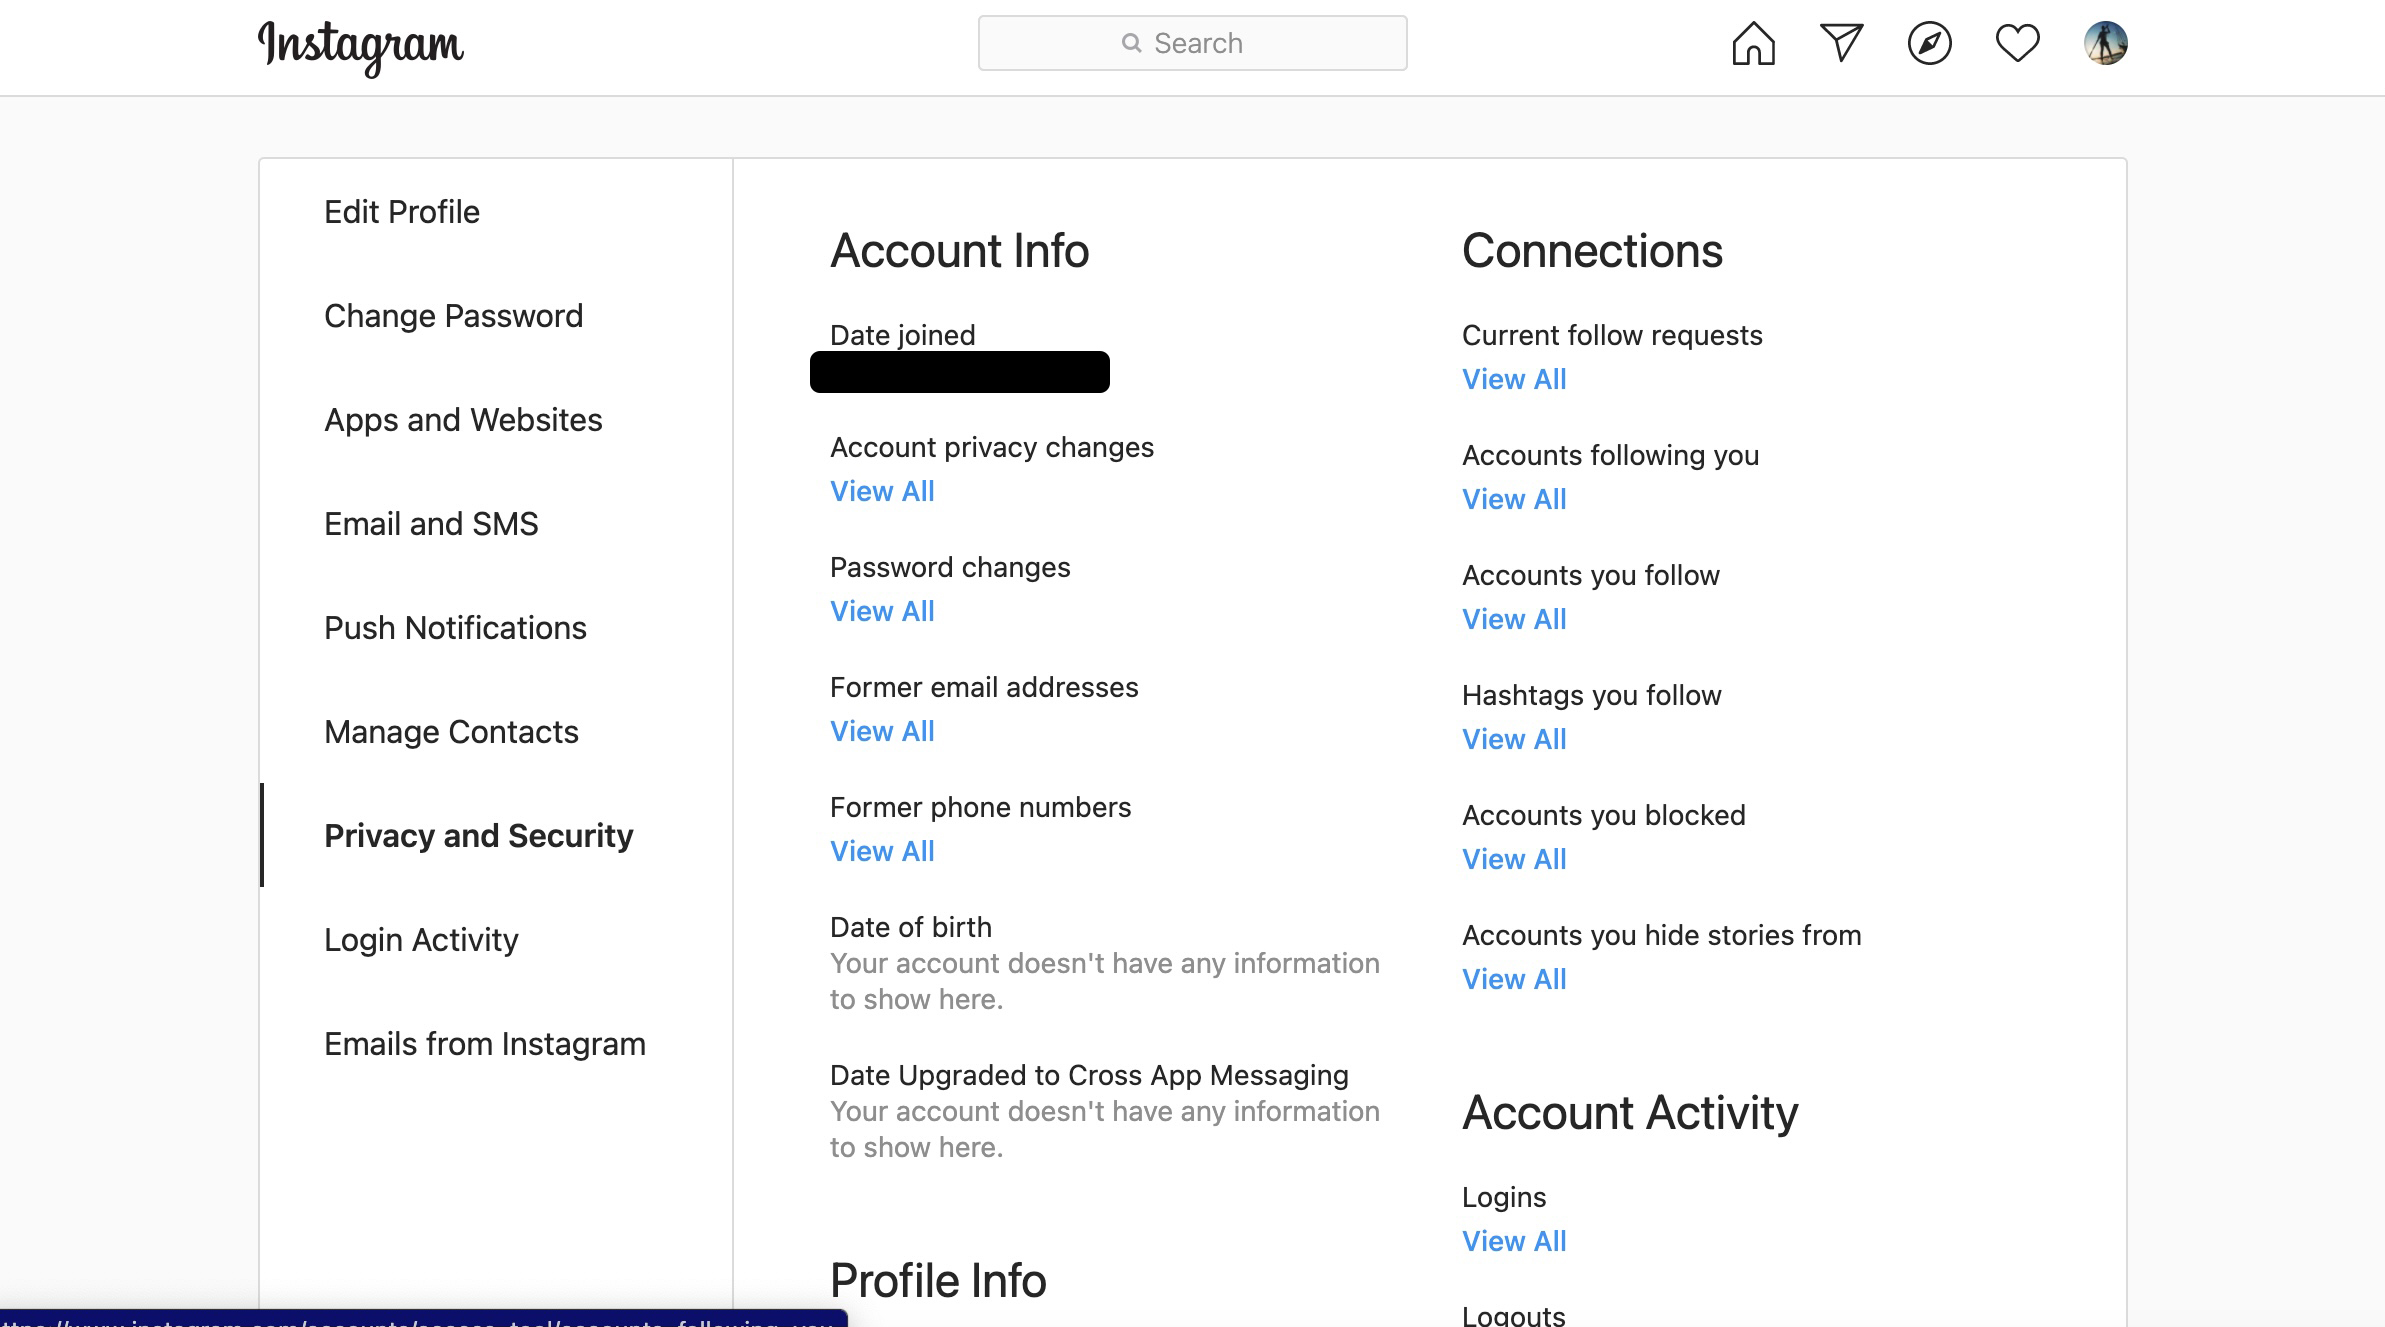 Instagram
Search
Edit Profile
Change Password
Apps and Websites
Email and SMS
Push Notifications
Manage Contacts
Privacy and Security
Login Activity
Emails from Instagram
Account Info
Date joined
Account privacy changes
View All
Password changes
View All
Former email addresses
View All
Former phone numbers
View All
Date of birth
Your account doesn't have any information
to show here.
Date Upgraded to Cross App Messaging
Your account doesn't have any information
to show here.
Profile Info
Connections
Current follow requests
View All
Accounts following you
View All
Accounts you follow
View All
Hashtags you follow
View All
Accounts you blocked
View All
Accounts you hide stories from
View All
Account Activity
Logins
View All
Logouts